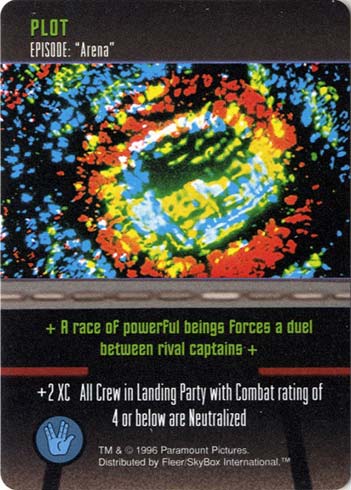 PLOT
EPISODE: "Arena"
+ A race of powerful beings forces a duel
between rival captains +
+2 XC All Crew in Landing Party with Combat rating of
4 or below are Neutralized
TM & © 1996 Paramount Pictures.
Distributed by Fleer/SkyBox International.™